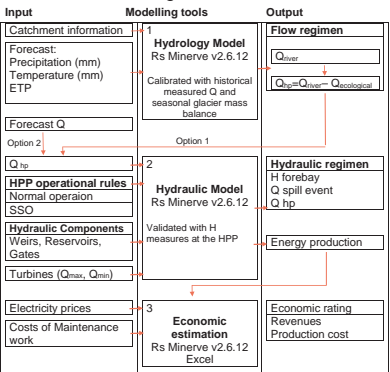 Input
Modelling tools
Output
Catchment information
Forecast:
Precipitation (mm)
Temperature (mm)
ETP
Forecast Q
Option 2
1
Hydrology Model
Rs Minerve v2.6.12
Calibrated with historical
measured Q and
seasonal glacier mass
balance
Flow regimen
Qriver
Qhp=Qriver– Qecological
Option 1
Q hp
HPP operational rules
Normal operaion
SSO
Hydraulic Components
Weirs, Reservoirs,
Gates
Turbines (Qmax, Qmin)
2
Hydraulic Model
Rs Minerve v2.6.12
Validated with H
measures at the HPP
Hydraulic regimen
H forebay
Q spill event
Q hp
Energy production
Electricity prices
Costs of Maintenance
work
3
Economic
estimation
Rs Minerve v2.6.12
Excel
Economic rating
Revenues
Production cost